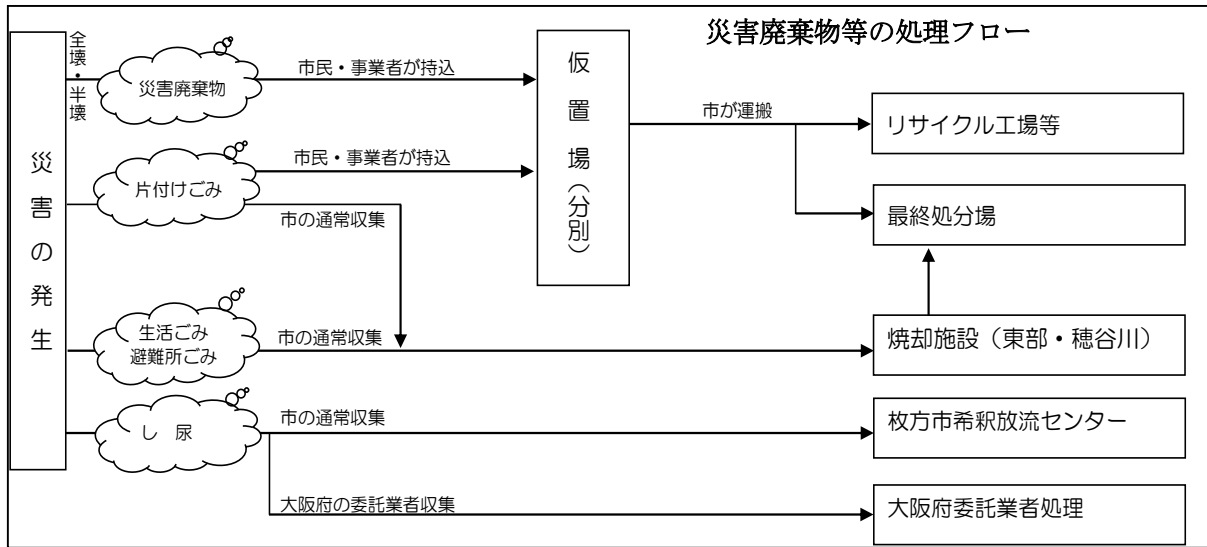 災害廃棄物等の処理フロー
災害の発生
全壊・半壊
災害廃棄物
市民・事業者が持込
仮置場(分別)
市が運搬
リサイクル工場等
片付けごみ
市民・事業者が持込
市の通常収集
最終処分場
生活ごみ
避難所ごみ
市の通常収集
焼却施設(東部・穂谷川)
し 尿
市の通常収集
枚方市希釈放流センター
大阪府の委託業者収集
大阪府委託業者処理